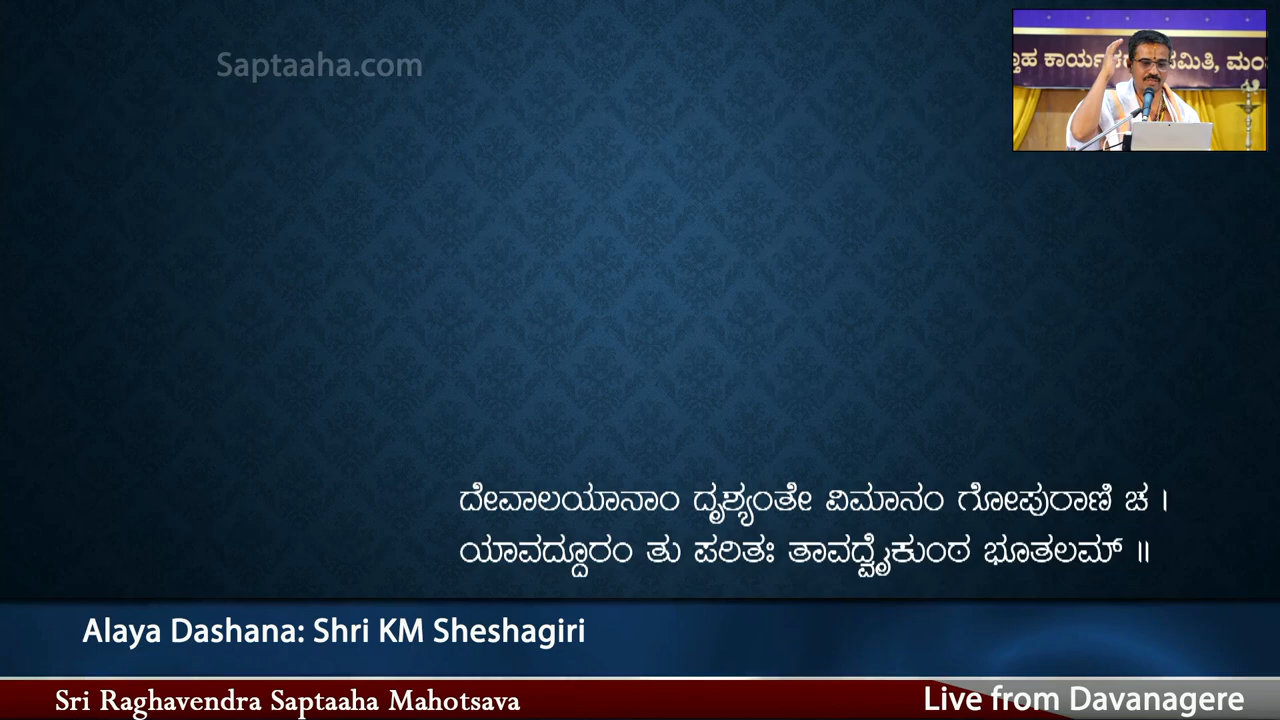 Saptaaha.com
ಕಾರ್ಯ
ದೇವಾಲಯಾನಾಂ ದೃಶ್ಯಂತೇ ವಿಮಾನಂ ಗೋಪುರಾಣಿ ಚ ।
ಯಾವದ್ದೂರಂ ತು ಪರಿತಃ ತಾವದ್ವೈಕುಂಠ ಭೂತಲಮ್ ॥
Alaya Dashana: Shri KM Sheshagiri
Sri Raghavendra Saptaaha Mahotsava
Live from Davanagere